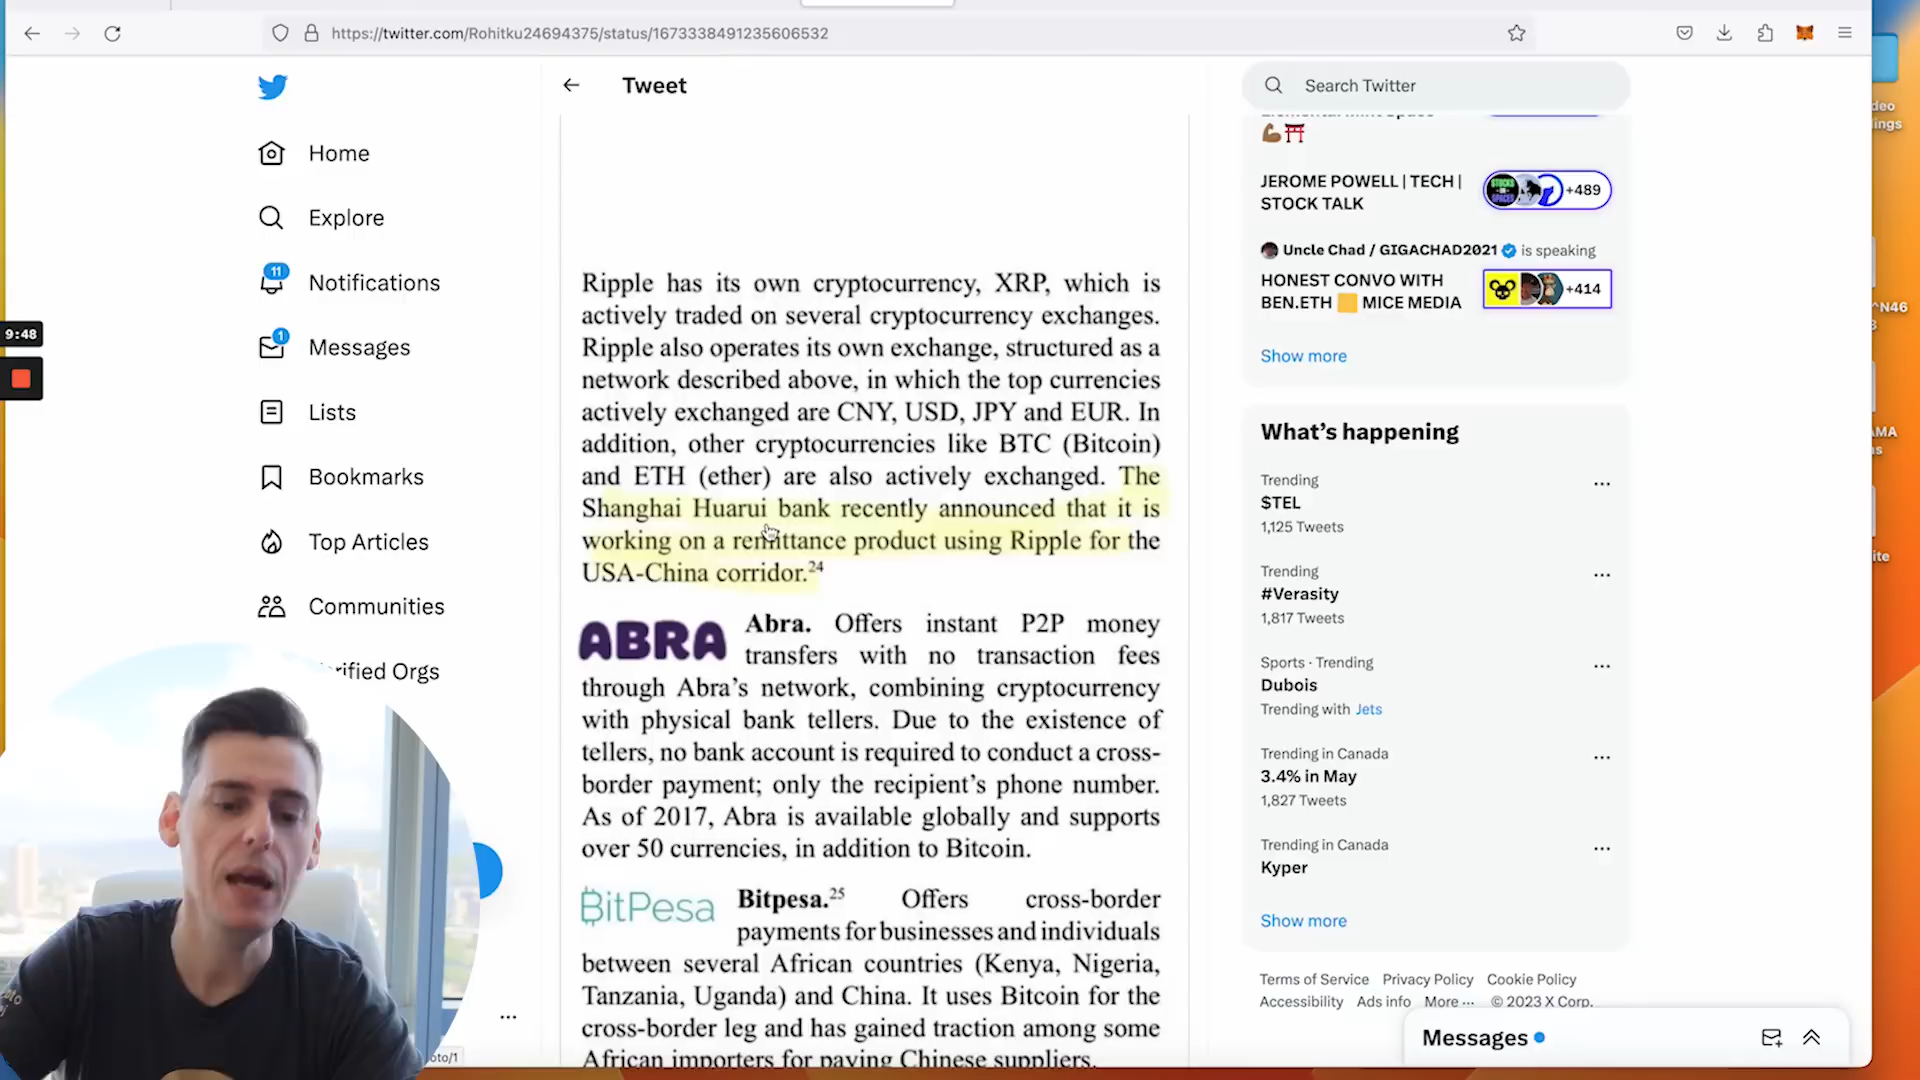 https://twitter.com/Rohitku24694375/status/1673338491235606532
Home
Explore
11
Notifications
1
Messages
Lists
Bookmarks
Top Articles
Communities
rified Orgs
9:48
Tweet
Ripple has its own cryptocurrency, XRP, which is
actively traded on several cryptocurrency exchanges.
Ripple also operates its own exchange, structured as a
network described above, in which the top currencies
actively exchanged are CNY, USD, JPY and EUR. In
addition, other cryptocurrencies like BTC (Bitcoin)
and ETH (ether) are also actively exchanged. The
Shanghai Huarui bank recently announced that it is
working on a remittance product using Ripple for the
USA-China corridor.24
ABRA
Abra. Offers instant P2P money
transfers with no transaction fees
through Abra's network, combining cryptocurrency
with physical bank tellers. Due to the existence of
tellers, no bank account is required to conduct a cross-
border payment; only the recipient's phone number.
As of 2017, Abra is available globally and supports
over 50 currencies, in addition to Bitcoin.
BitPesa
Bitpesa.25 Offers cross-border
payments for businesses and individuals
between several African countries (Kenya, Nigeria,
Tanzania, Uganda) and China. It uses Bitcoin for the
cross-border leg and has gained traction among some
African importers for paying Chinese suppliers.
oto/1
Search Twitter
JEROME POWELL | TECH |
STOCK TALK
+489
Uncle Chad / GIGACHAD2021 is speaking
HONEST CONVO WITH
BEN.ETH 🟨 MICE MEDIA
+414
Show more
What's happening
Trending
$TEL
1,125 Tweets
Trending
#Verasity
1,817 Tweets
Sports · Trending
Dubois
Trending with Jets
Trending in Canada
3.4% in May
1,827 Tweets
Trending in Canada
Kyper
Show more
Terms of Service Privacy Policy Cookie Policy
Accessibility Ads info More ··· © 2023 X Corp.
Messages